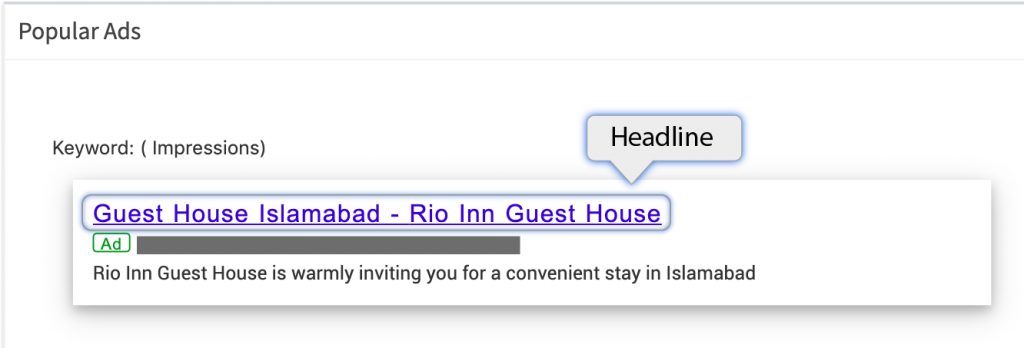 Popular Ads
Headline
Keyword: ( Impressions)
Guest House Islamabad - Rio Inn Guest House
Ad
Rio Inn Guest House is warmly inviting you for a convenient stay in Islamabad